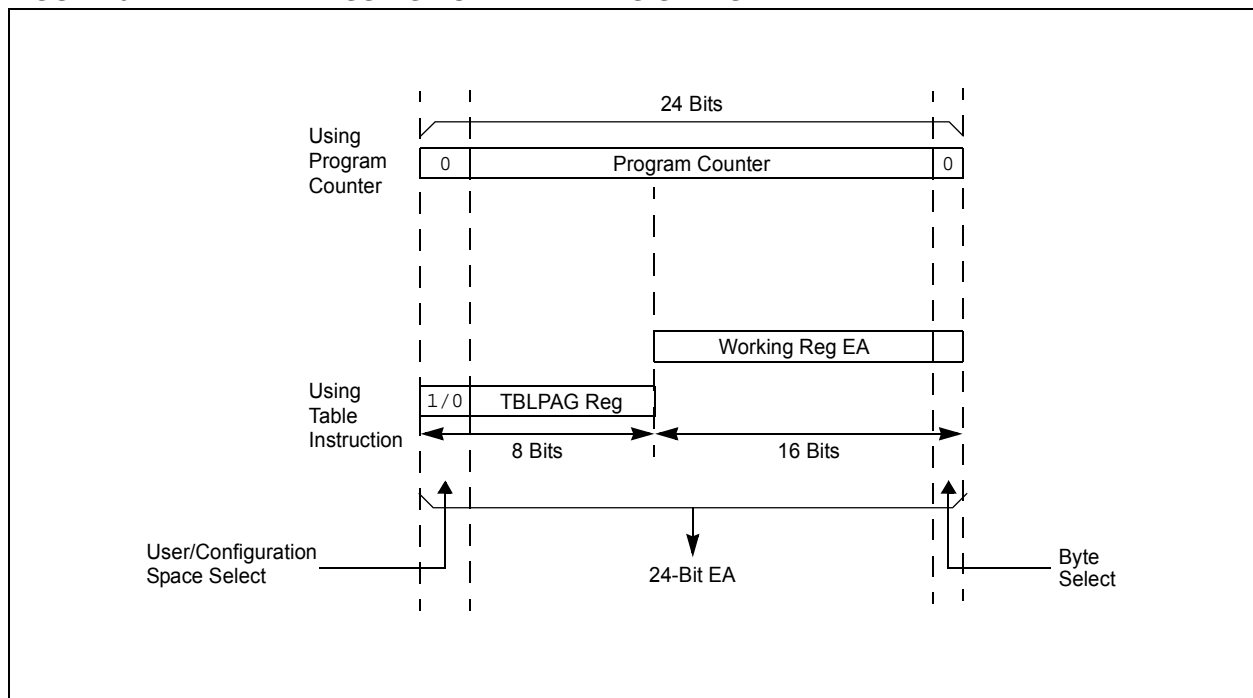 24 Bits
Using
Program
Counter
0
Program Counter
0
Working Reg EA
Using
Table
Instruction
1/0
TBLPAG Reg
8 Bits
16 Bits
User/Configuration
Space Select
24-Bit EA
Byte
Select